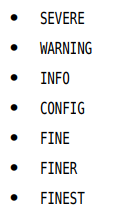 • SEVERE
• WARNING
• INFO
• CONFIG
• FINE
• FINER
• FINEST